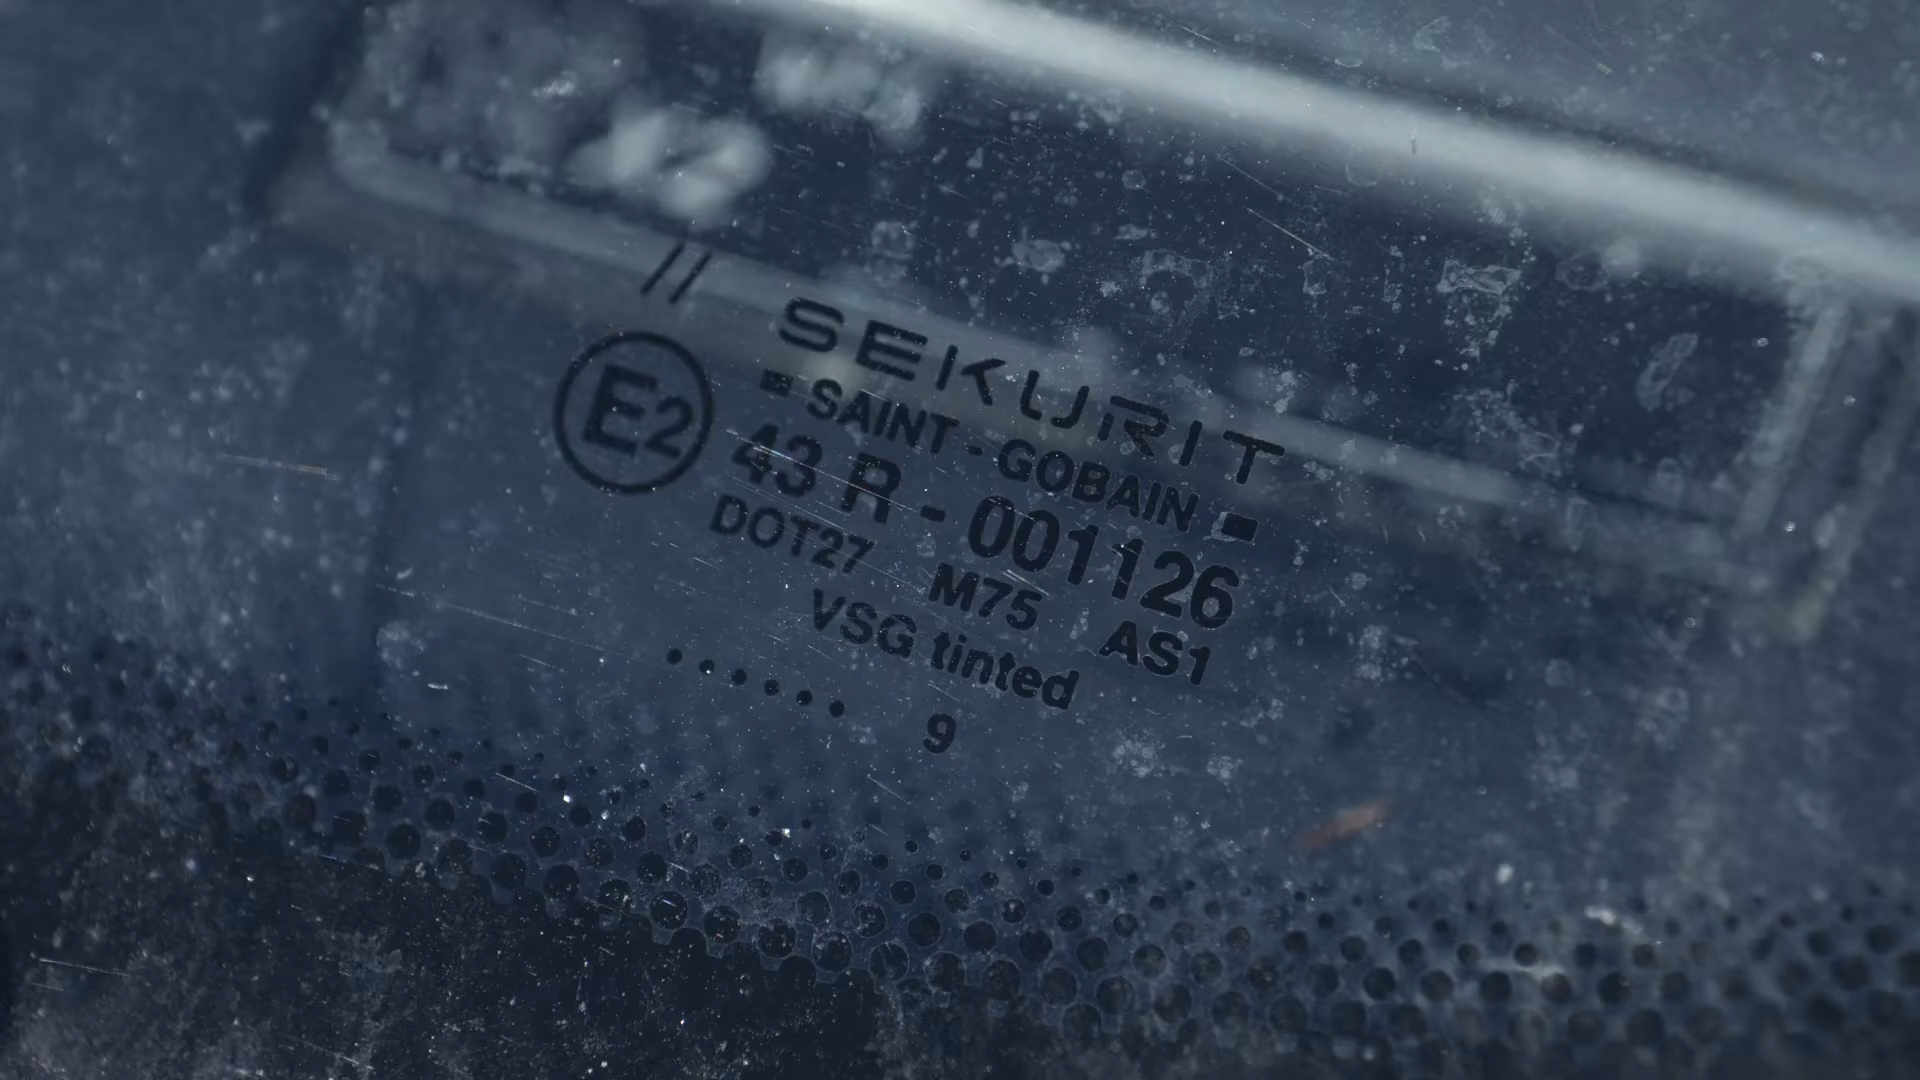 //
SEKURIT
SAINT-GOBAIN
E2
43 R - 001126
DOT27 M75 AS1
VSG tinted
...... 9